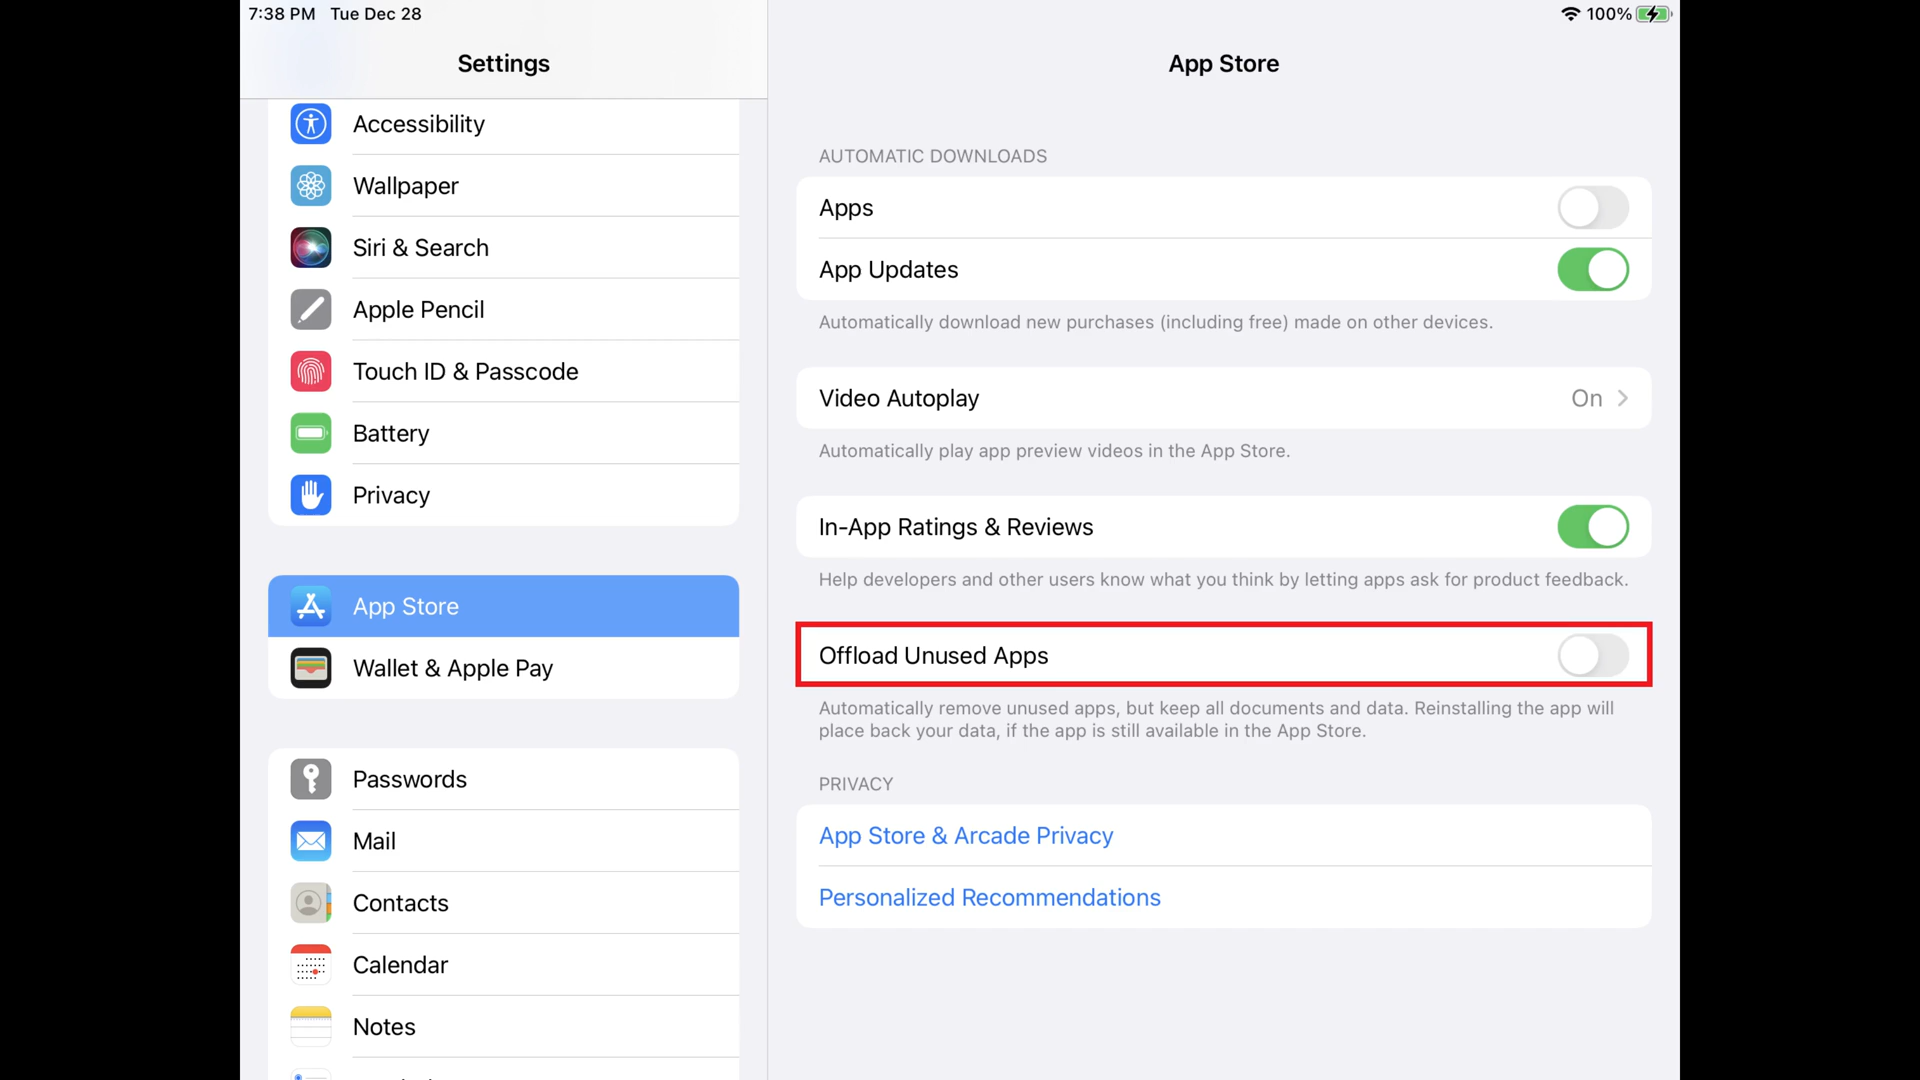 7:38 PM Tue Dec 28
100%
Settings
Accessibility
Wallpaper
Siri & Search
Apple Pencil
Touch ID & Passcode
Battery
Privacy
App Store
Wallet & Apple Pay
Passwords
Mail
Contacts
Calendar
Notes
App Store
AUTOMATIC DOWNLOADS
Apps
App Updates
Automatically download new purchases (including free) made on other devices.
Video Autoplay On
Automatically play app preview videos in the App Store.
In-App Ratings & Reviews
Help developers and other users know what you think by letting apps ask for product feedback.
Offload Unused Apps
Automatically remove unused apps, but keep all documents and data. Reinstalling the app will
place back your data, if the app is still available in the App Store.
PRIVACY
App Store & Arcade Privacy
Personalized Recommendations